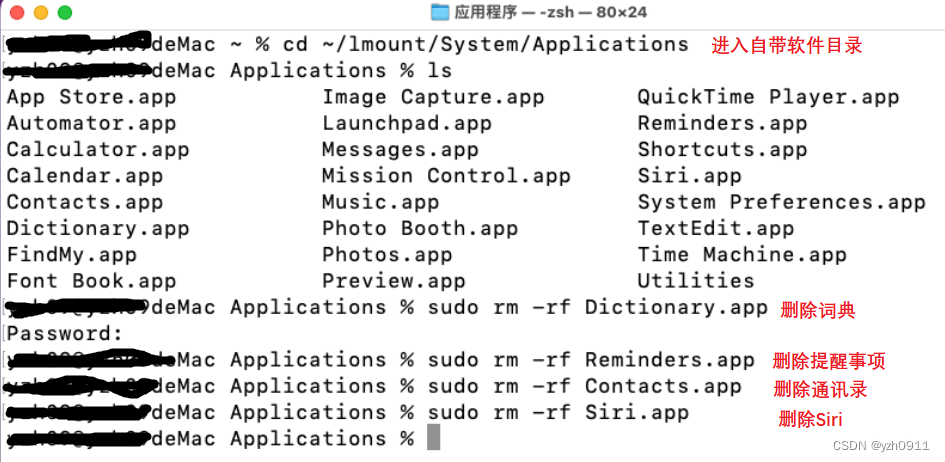 应用程序 — -zsh — 80×24
deMac ~ % cd ~/lmount/System/Applications 进入自带软件目录
deMac Applications % ls
App Store.app Image Capture.app QuickTime Player.app
Automator.app Launchpad.app Reminders.app
Calculator.app Messages.app Shortcuts.app
Calendar.app Mission Control.app Siri.app
Contacts.app Music.app System Preferences.app
Dictionary.app Photo Booth.app TextEdit.app
FindMy.app Photos.app Time Machine.app
Font Book.app Preview.app Utilities
deMac Applications % sudo rm -rf Dictionary.app 删除词典
Password:
Mac Applications % sudo rm -rf Reminders.app 删除提醒事项
deMac Applications % sudo rm -rf Contacts.app 删除通讯录
deMac Applications % sudo rm -rf Siri.app 删除Siri
deMac Applications %
CSDN @yzh0911